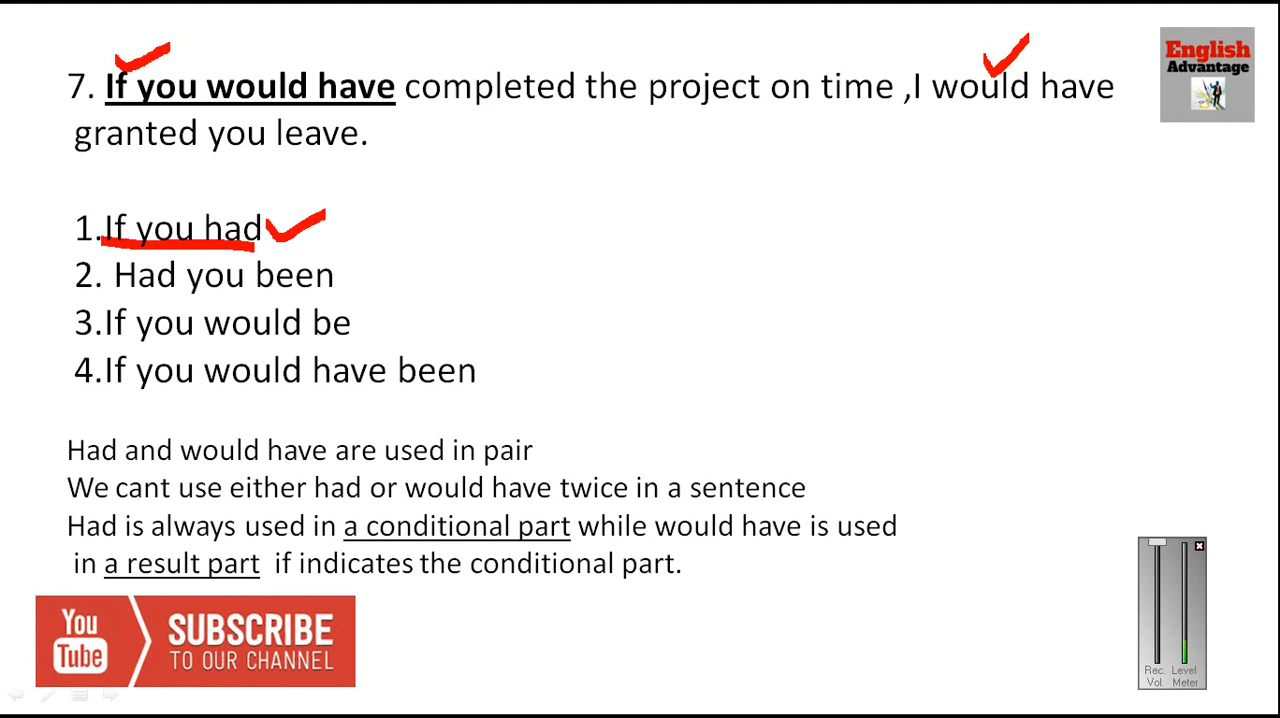 7. If you would have completed the project on time ,I would have
granted you leave.
English
Advantage
1.If you had
2. Had you been
3.If you would be
4.If you would have been
Had and would have are used in pair
We cant use either had or would have twice in a sentence
Had is always used in a conditional part while would have is used
in a result part if indicates the conditional part.
You
Tube
SUBSCRIBE
TO OUR CHANNEL
Rec. Level
Vol. Meter